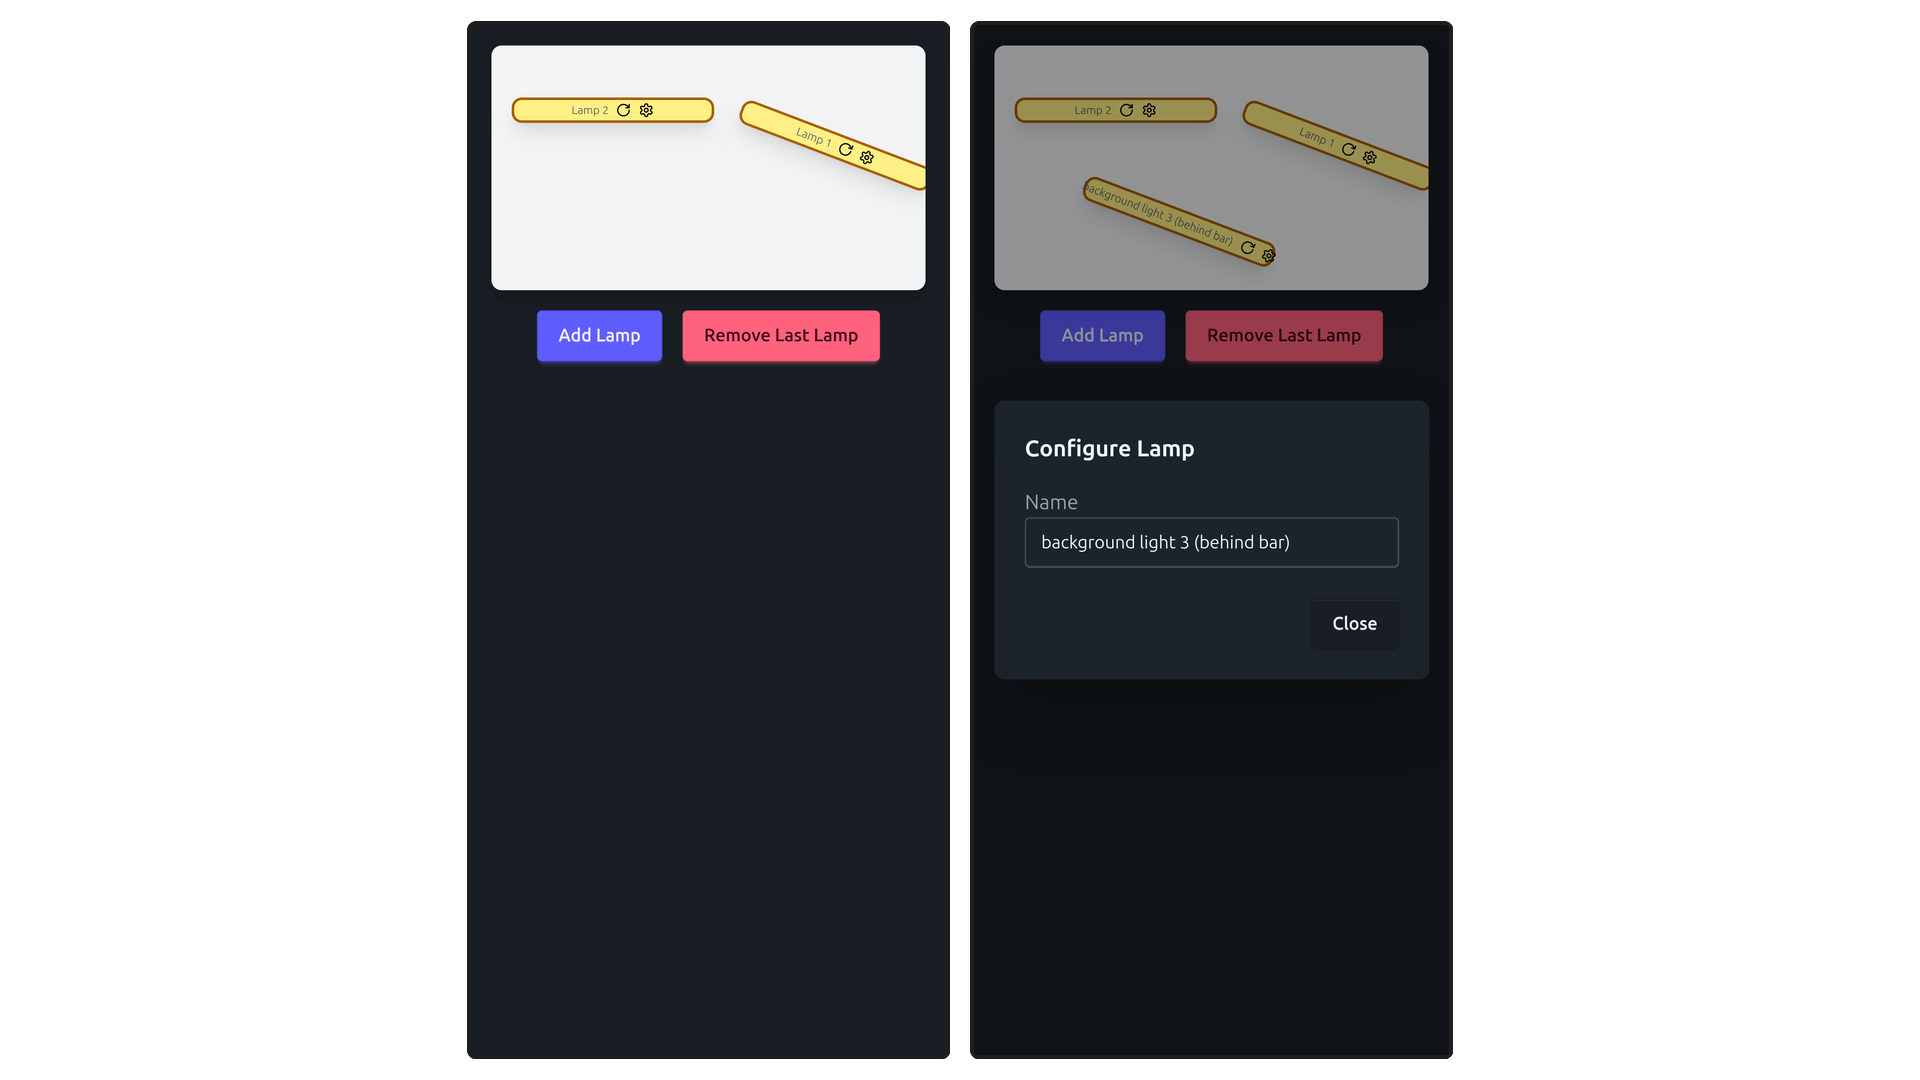 Lamp 2
Lamp 1
Add Lamp
Remove Last Lamp
Lamp 2
Lamp 1
background light 3 (behind bar)
Add Lamp
Remove Last Lamp
Configure Lamp
Name
background light 3 (behind bar)
Close